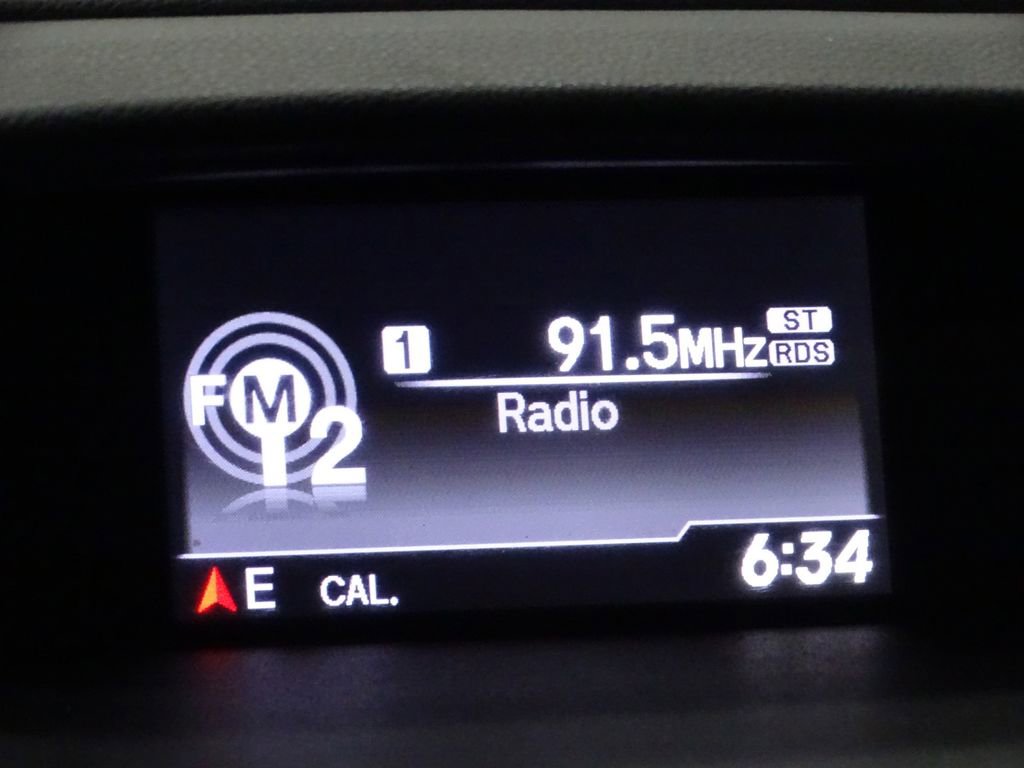 FM2
1 91.5MHz ST
RDS
Radio
E CAL. 6:34